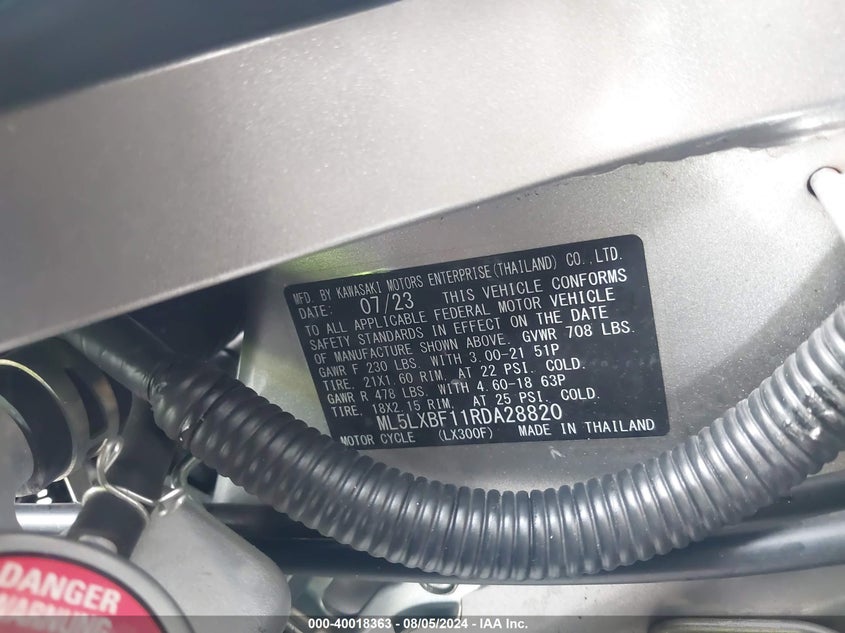 MFD. BY KAWASAKI MOTORS ENTERPRISE(THAILAND) CO.,LTD.
DATE: 07/23 THIS VEHICLE CONFORMS
TO ALL APPLICABLE FEDERAL MOTOR VEHICLE
SAFETY STANDARDS IN EFFECT ON THE DATE
OF MANUFACTURE SHOWN ABOVE. GVWR 708 LBS.
GAWR F 230 LBS. WITH 3.00-21 51P
TIRE, 21X1.60 RIM, AT 22 PSI. COLD.
GAWR R 478 LBS. WITH 4.60-18 63P
TIRE, 18X2.15 RIM, AT 25 PSI. COLD.
ML5LXBF11RDA28820
MOTOR CYCLE (LX300F) MADE IN THAILAND
DANGER
WARNING
000-40018363 - 08/05/2024 - IAA Inc.